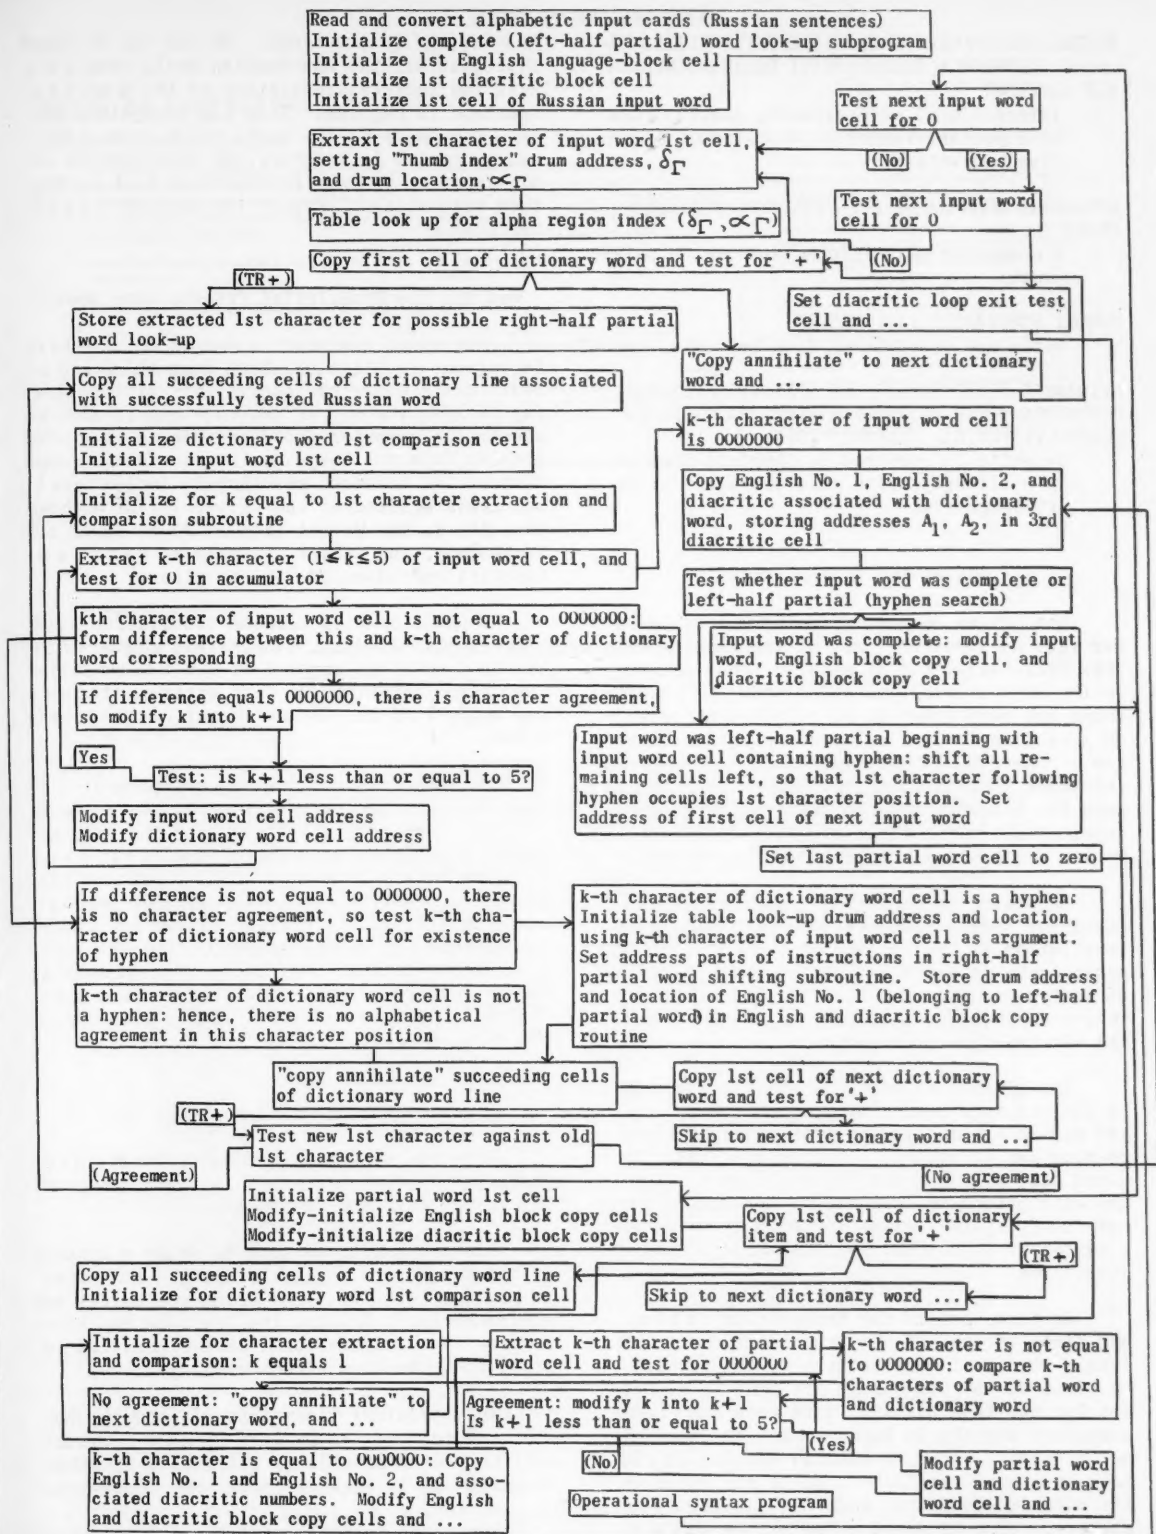 Read and convert alphabetic input cards (Russian sentences)
Initialize complete (left-half partial) word look-up subprogram
Initialize 1st English language-block cell
Initialize 1st diacritic block cell
Initialize 1st cell of Russian input word
Test next input word
cell for 0
Extraxt 1st character of input word 1st cell,
setting "Thumb index" drum address, δΓ
and drum location, ∝Γ
(No)
(Yes)
Test next input word
cell for 0
Table look up for alpha region index (δΓ ,∝Γ)
(No)
Copy first cell of dictionary word and test for '+'
(TR+)
Set diacritic loop exit test
cell and ...
Store extracted 1st character for possible right-half partial
word look-up
"Copy annihilate" to next dictionary
word and ...
Copy all succeeding cells of dictionary line associated
with successfully tested Russian word
k-th character of input word cell
is 0000000
Initialize dictionary word 1st comparison cell
Initialize input word 1st cell
Copy English No. 1, English No. 2, and
diacritic associated with dictionary
word, storing addresses A1, A2, in 3rd
diacritic cell
Initialize for k equal to 1st character extraction and
comparison subroutine
Extract k-th character (1≤k≤5) of input word cell, and
test for 0 in accumulator
Test whether input word was complete or
left-half partial (hyphen search)
kth character of input word cell is not equal to 0000000:
form difference between this and k-th character of dictionary
word corresponding
Input word was complete: modify input
word, English block copy cell, and
diacritic block copy cell
If difference equals 0000000, there is character agreement,
so modify k into k+1
Yes
Test: is k+1 less than or equal to 5?
Input word was left-half partial beginning with
input word cell containing hyphen: shift all re-
maining cells left, so that 1st character following
hyphen occupies 1st character position. Set
address of first cell of next input word
Modify input word cell address
Modify dictionary word cell address
Set last partial word cell to zero
If difference is not equal to 0000000, there
is no character agreement, so test k-th cha-
racter of dictionary word cell for existence
of hyphen
k-th character of dictionary word cell is a hyphen:
Initialize table look-up drum address and location,
using k-th character of input word cell as argument.
Set address parts of instructions in right-half
partial word shifting subroutine. Store drum address
and location of English No. 1 (belonging to left-half
partial word) in English and diacritic block copy
routine
k-th character of dictionary word cell is not
a hyphen: hence, there is no alphabetical
agreement in this character position
"copy annihilate" succeeding cells
of dictionary word line
Copy 1st cell of next dictionary
word and test for '+'
(TR+)
Test new 1st character against old
1st character
Skip to next dictionary word and ...
(Agreement)
(No agreement)
Initialize partial word 1st cell
Modify-initialize English block copy cells
Modify-initialize diacritic block copy cells
Copy 1st cell of dictionary
item and test for '+'
(TR+)
Copy all succeeding cells of dictionary word line
Initialize for dictionary word 1st comparison cell
Skip to next dictionary word ...
Initialize for character extraction
and comparison: k equals 1
Extract k-th character of partial
word cell and test for 0000000
k-th character is not equal
to 0000000: compare k-th
characters of partial word
and dictionary word
No agreement: "copy annihilate" to
next dictionary word, and ...
Agreement: modify k into k+1
Is k+1 less than or equal to 5?
(Yes)
(No)
k-th character is equal to 0000000: Copy
English No. 1 and English No. 2, and asso-
ciated diacritic numbers. Modify English
and diacritic block copy cells and ...
Modify partial word
cell and dictionary
word cell and ...
Operational syntax program